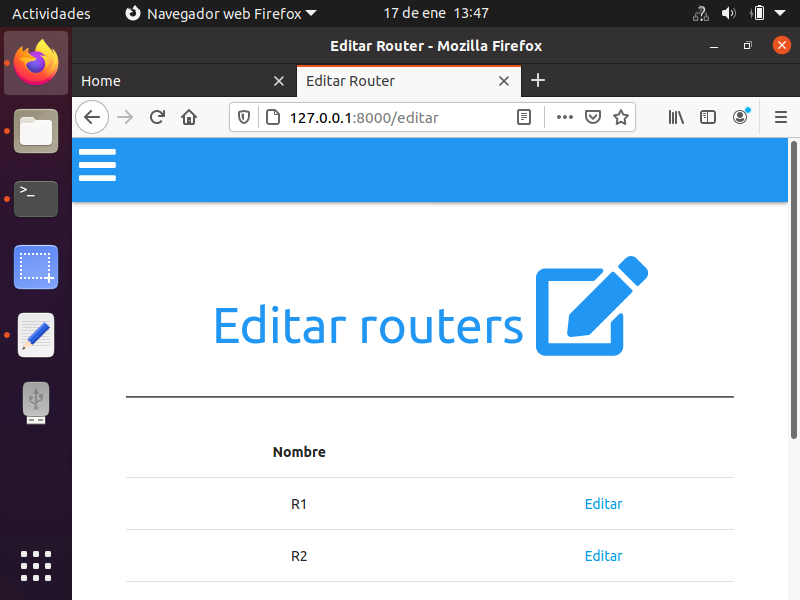 Actividades
Navegador web Firefox
17 de ene 13:47
Editar Router - Mozilla Firefox
Home
Editar Router
127.0.0.1:8000/editar
>_
Editar routers
Nombre
R1 Editar
R2 Editar